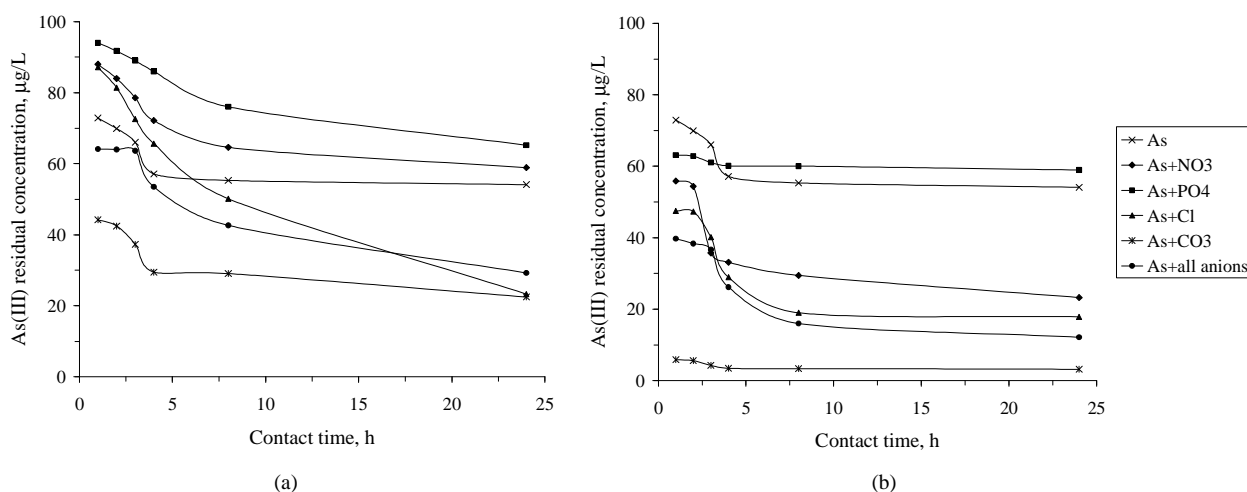 100
80
60
40
20
0
0 5 10 15 20 25
As(III) residual concentration, μg/L
Contact time, h
(a)
100
80
60
40
20
0
0 5 10 15 20 25
As(III) residual concentration, μg/L
Contact time, h
(b)
As
As+NO3
As+PO4
As+Cl
As+CO3
As+all anions